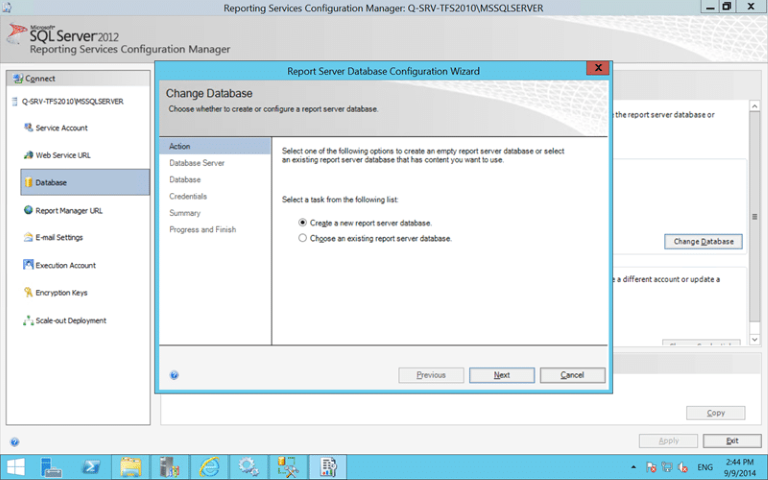 Reporting Services Configuration Manager: Q-SRV-TFS2010\MSSQLSERVER
Microsoft
SQL Server 2012
Reporting Services Configuration Manager
Connect
Q-SRV-TFS2010\MSSQLSERVER
Service Account
Web Service URL
Database
Report Manager URL
E-mail Settings
Execution Account
Encryption Keys
Scale-out Deployment
Report Server Database Configuration Wizard
X
Change Database
Choose whether to create or configure a report server database.
Action
Database Server
Database
Credentials
Summary
Progress and Finish
Select one of the following options to create an empty report server database or select
an existing report server database that has content you want to use.
Select a task from the following list:
Create a new report server database.
Choose an existing report server database.
Previous
Next
Cancel
the report server database or
Change Database
e a different account or update a
Copy
Apply
Exit
ENG
2:44 PM
9/9/2014